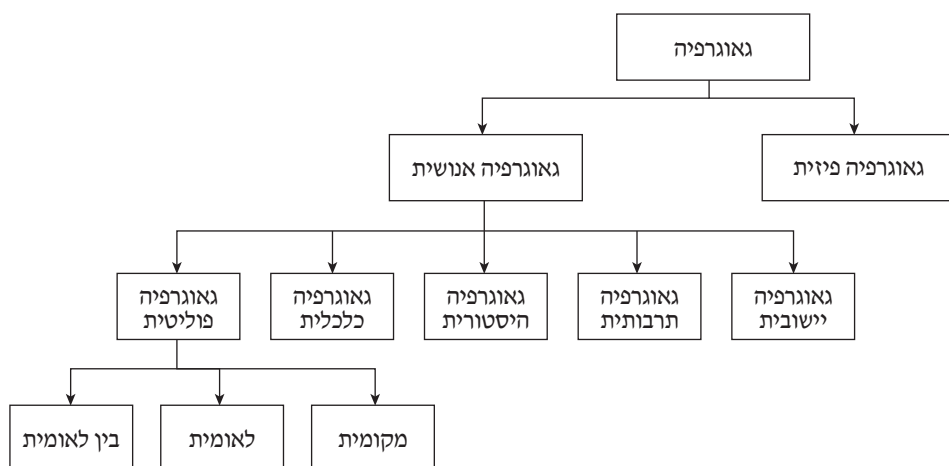 גאוגרפיה
גאוגרפיה פיזית
גאוגרפיה אנושית
גאוגרפיה
יישובית
גאוגרפיה
תרבותית
גאוגרפיה
היסטורית
גאוגרפיה
כלכלית
גאוגרפיה
פוליטית
מקומית
לאומית
בין לאומית